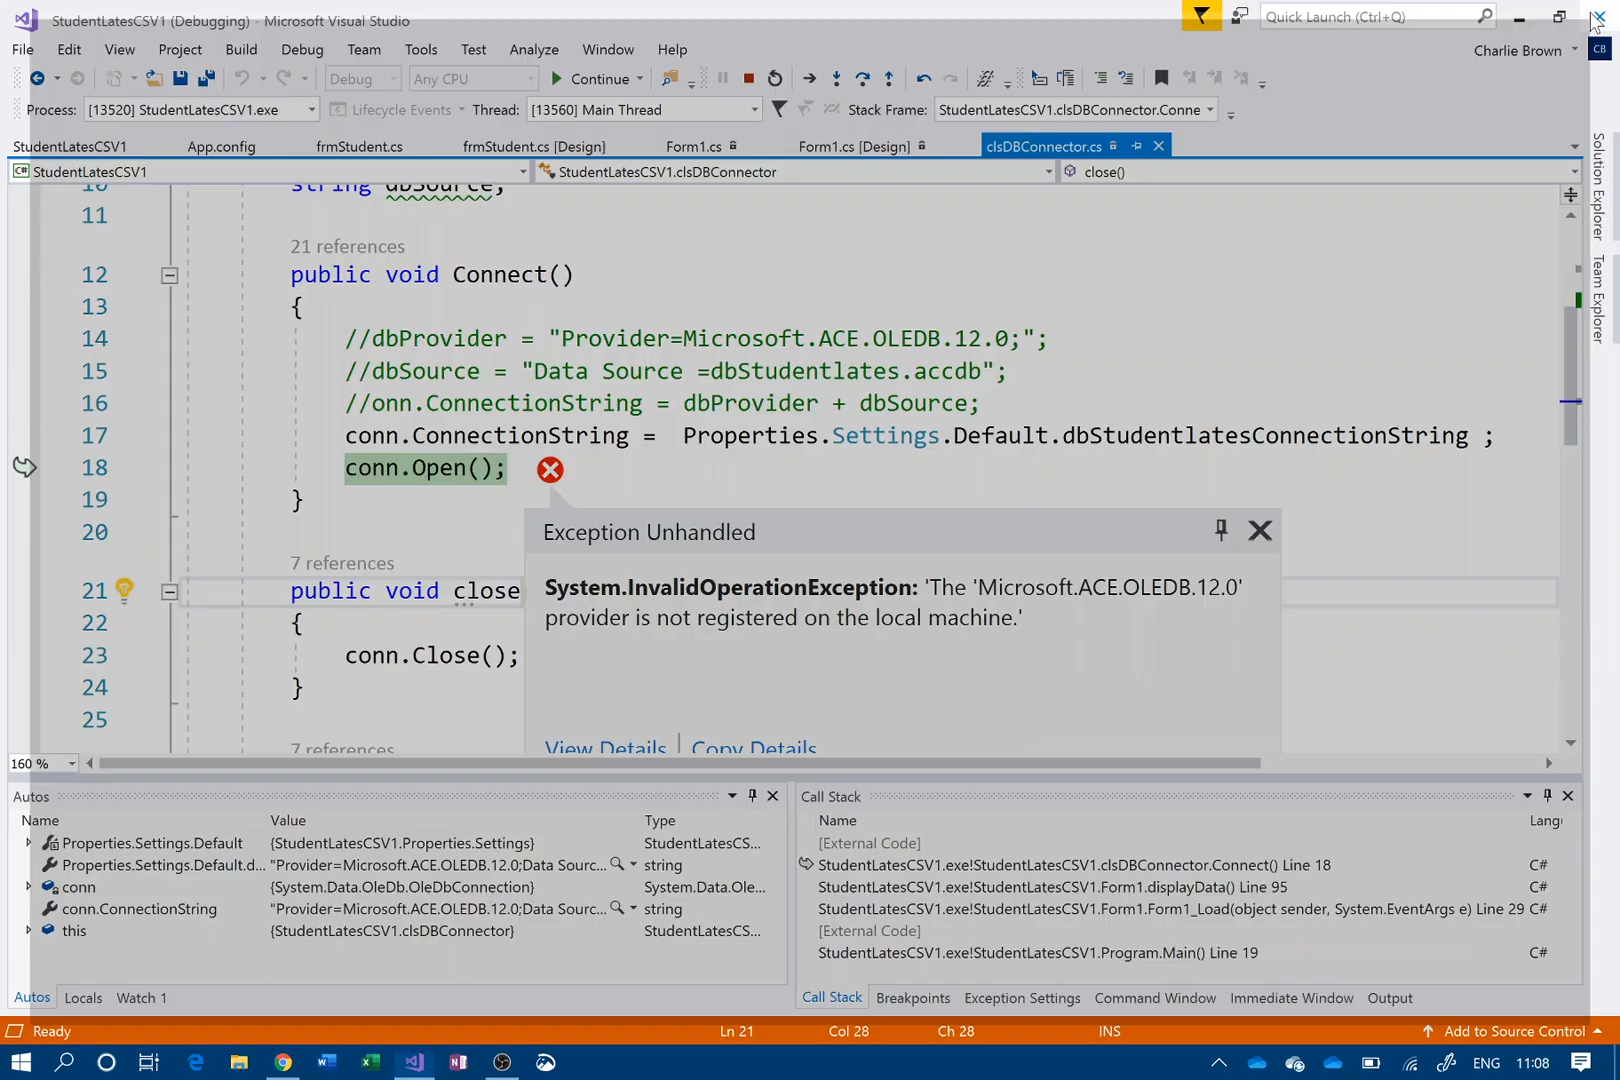 StudentLatesCSV1 (Debugging) - Microsoft Visual Studio
Quick Launch (Ctrl+Q)
File Edit View Project Build Debug Team Tools Test Analyze Window Help
Charlie Brown
CB
Debug
Any CPU
Continue
Process: [13520] StudentLatesCSV1.exe
Lifecycle Events
Thread: [13560] Main Thread
Stack Frame: StudentLatesCSV1.clsDBConnector.Conne
StudentLatesCSV1
App.config
frmStudent.cs
frmStudent.cs [Design]
Form1.cs
Form1.cs [Design]
clsDBConnector.cs
C# StudentLatesCSV1
StudentLatesCSV1.clsDBConnector
close()
Solution Explorer
Team Explorer
10 string dbSource;
11
21 references
12 public void Connect()
13 {
14 //dbProvider = "Provider=Microsoft.ACE.OLEDB.12.0;";
15 //dbSource = "Data Source =dbStudentlates.accdb";
16 //onn.ConnectionString = dbProvider + dbSource;
17 conn.ConnectionString =  Properties.Settings.Default.dbStudentlatesConnectionString ;
18 conn.Open();
19 }
20
7 references
21 public void close
22 {
23 conn.Close();
24 }
25
7 references
Exception Unhandled
System.InvalidOperationException: 'The 'Microsoft.ACE.OLEDB.12.0'
provider is not registered on the local machine.'
View Details | Copy Details
160 %
Autos
Name Value Type
Properties.Settings.Default {StudentLatesCSV1.Properties.Settings} StudentLatesCS...
Properties.Settings.Default.d... "Provider=Microsoft.ACE.OLEDB.12.0;Data Sourc... string
conn {System.Data.OleDb.OleDbConnection} System.Data.Ole...
conn.ConnectionString "Provider=Microsoft.ACE.OLEDB.12.0;Data Sourc... string
this {StudentLatesCSV1.clsDBConnector} StudentLatesCS...
Autos Locals Watch 1
Call Stack
Name Langu
[External Code]
StudentLatesCSV1.exe!StudentLatesCSV1.clsDBConnector.Connect() Line 18 C#
StudentLatesCSV1.exe!StudentLatesCSV1.Form1.displayData() Line 95 C#
StudentLatesCSV1.exe!StudentLatesCSV1.Form1.Form1_Load(object sender, System.EventArgs e) Line 29 C#
[External Code]
StudentLatesCSV1.exe!StudentLatesCSV1.Program.Main() Line 19 C#
Call Stack Breakpoints Exception Settings Command Window Immediate Window Output
Ready
Ln 21 Col 28 Ch 28 INS
Add to Source Control
ENG 11:08